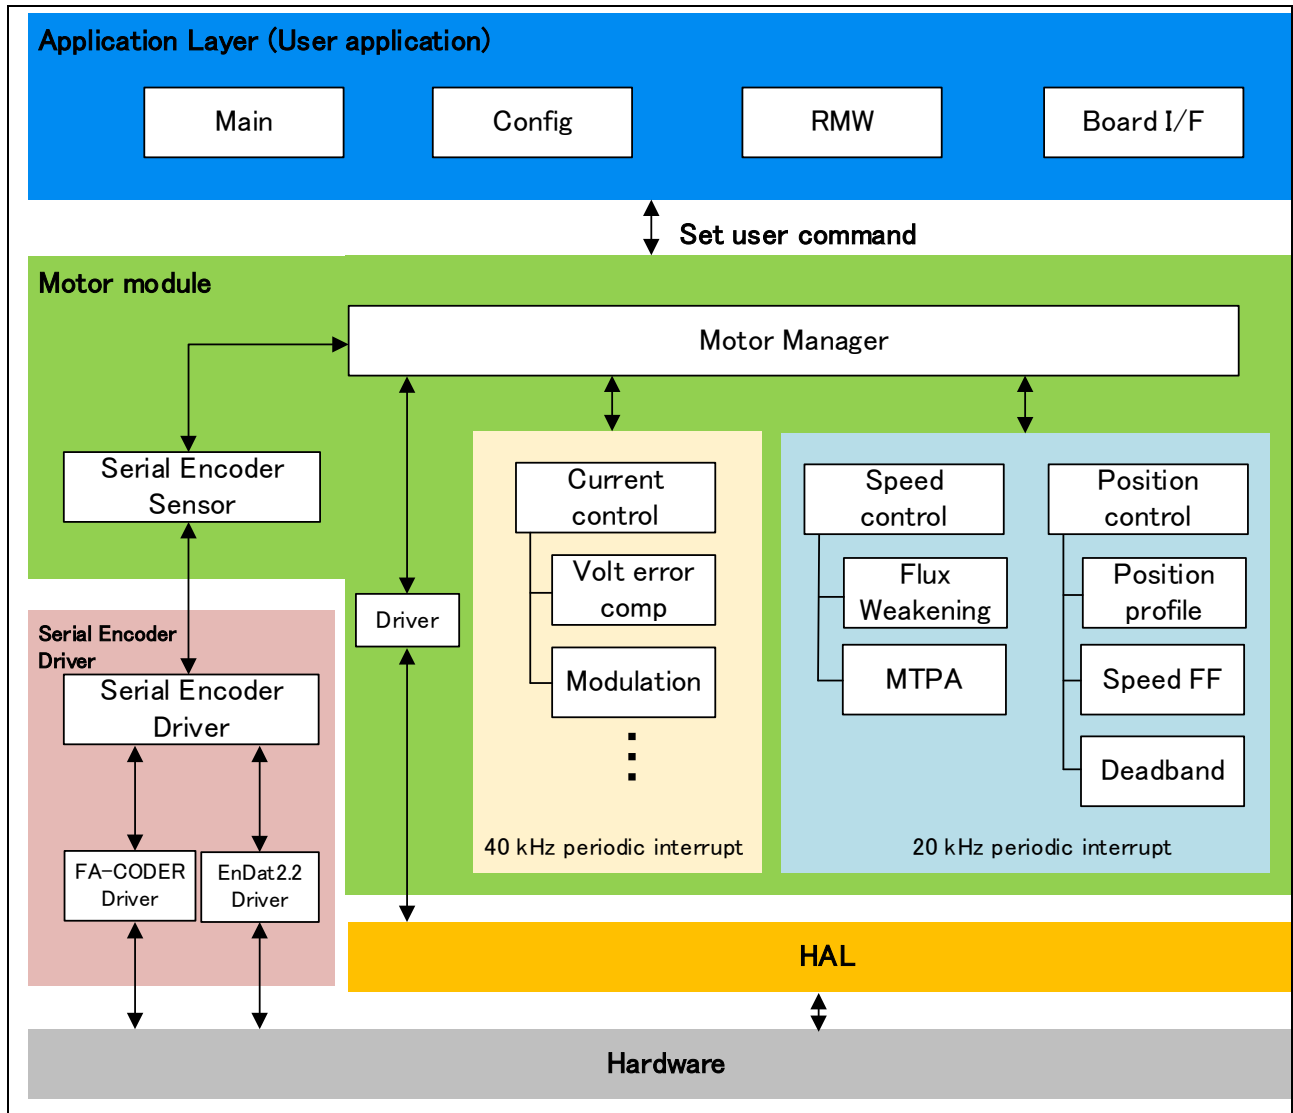 Application Layer (User application)
Main
Config
RMW
Board I/F
Set user command
Motor module
Motor Manager
Serial Encoder
Sensor
Current
control
Volt error
comp
Modulation
40 kHz periodic interrupt
Speed
control
Flux
Weakening
MTPA
Position
control
Position
profile
Speed FF
Deadband
20 kHz periodic interrupt
Driver
Serial Encoder
Driver
Serial Encoder
Driver
FA-CODER
Driver
EnDat2.2
Driver
HAL
Hardware